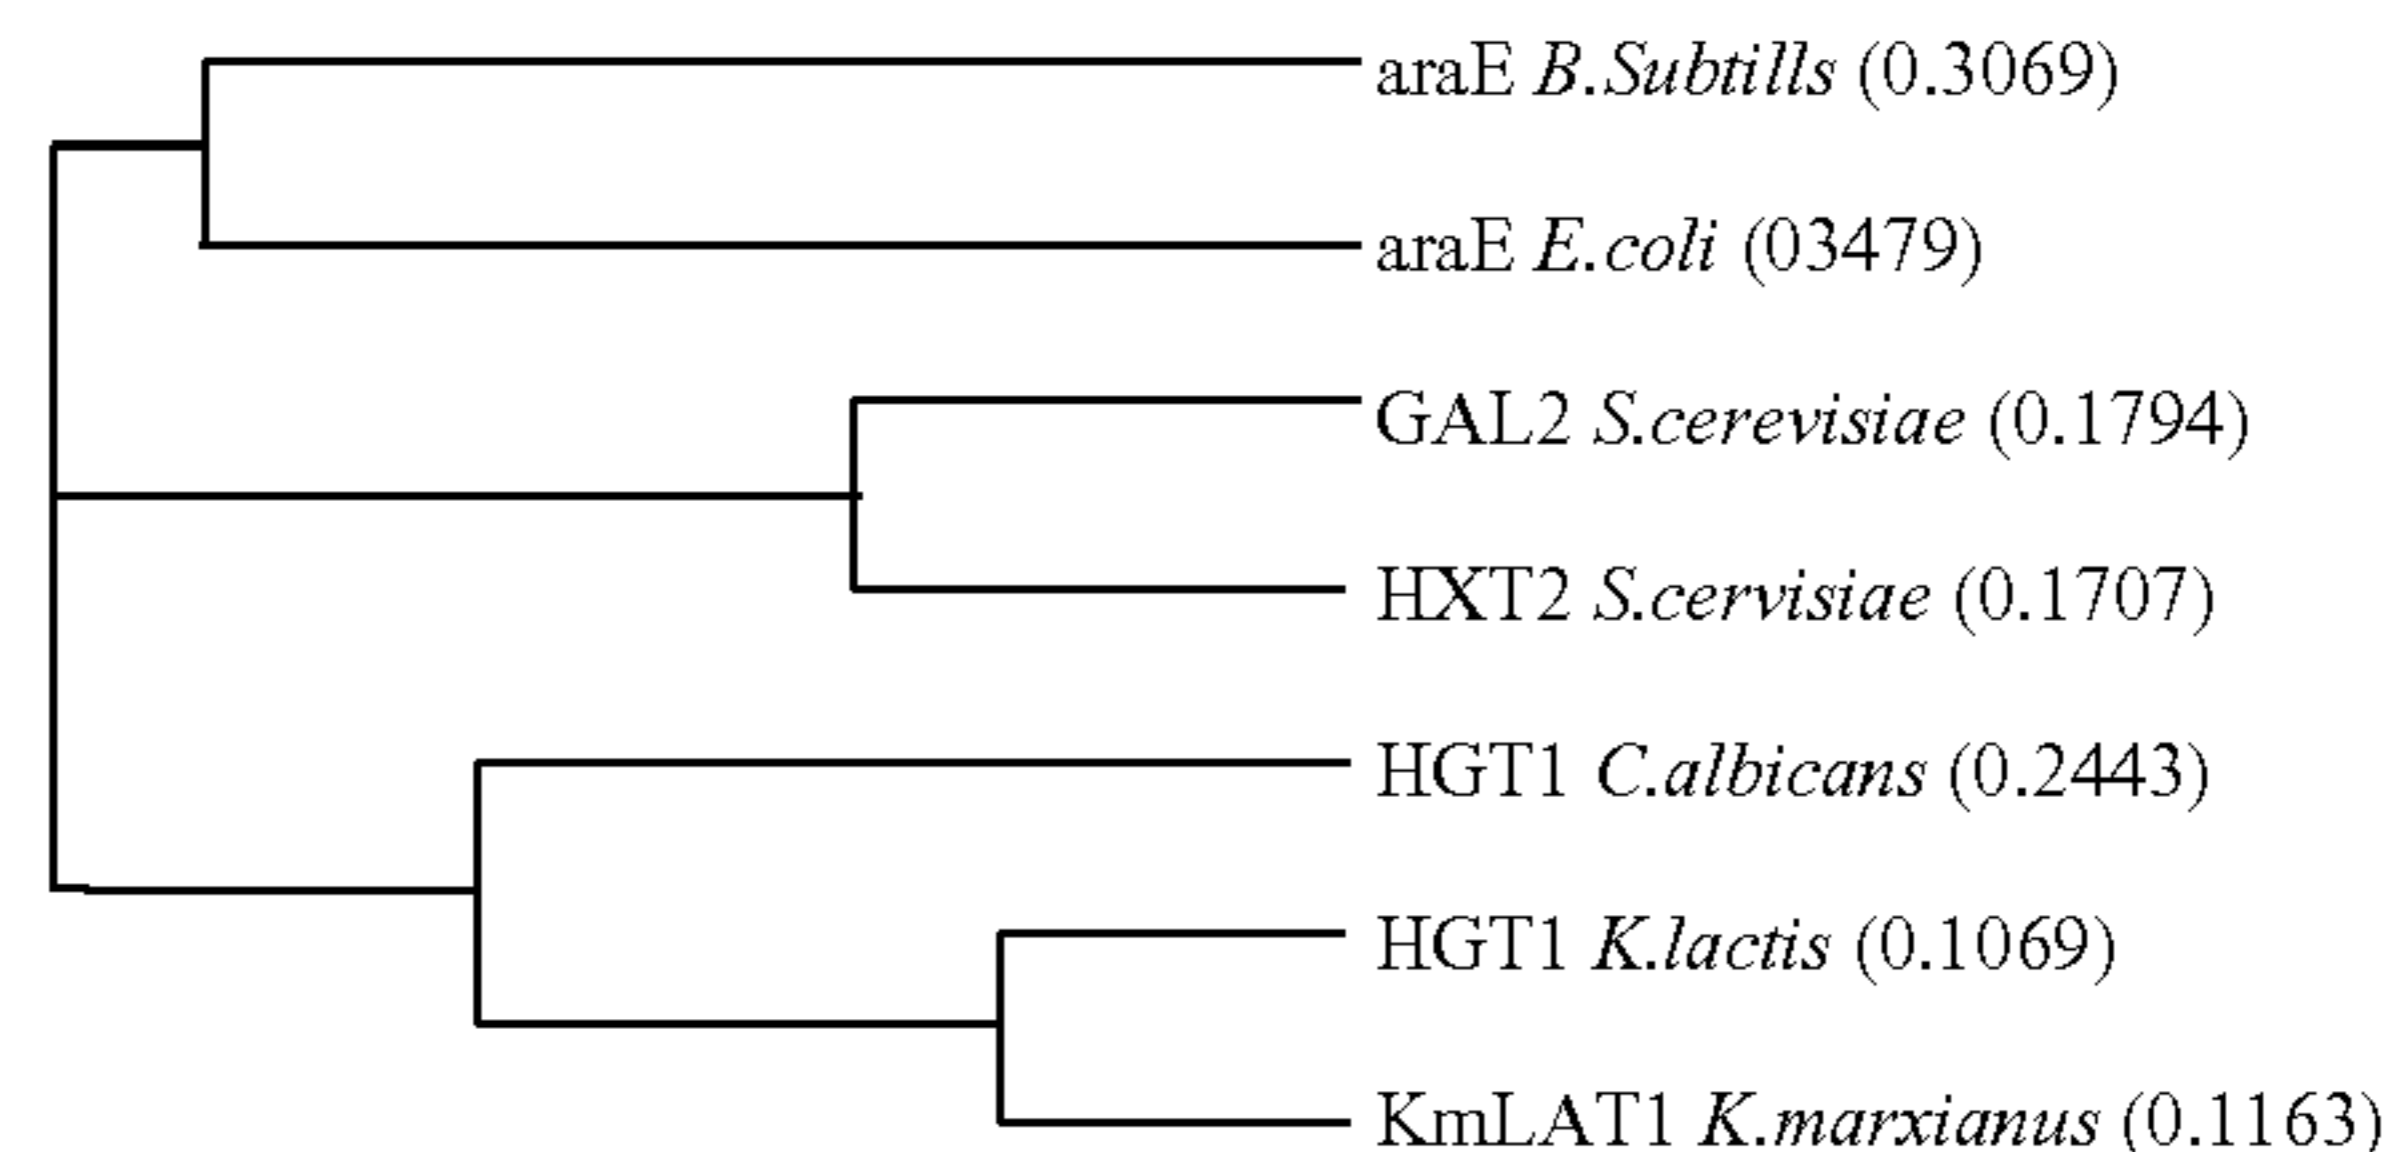 araE B.Subtills (0.3069)
araE E.coli (03479)
GAL2 S.cerevisiae (0.1794)
HXT2 S.cervisiae (0.1707)
HGT1 C.albicans (0.2443)
HGT1 K.lactis (0.1069)
KmLAT1 K.marxianus (0.1163)